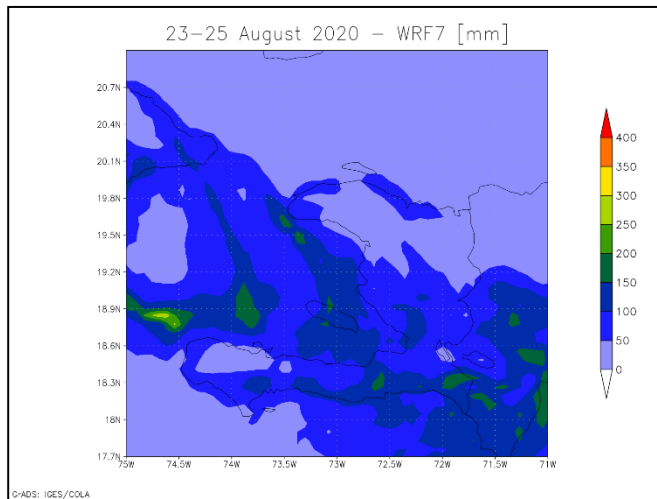 23-25 August 2020 - WRF7 [mm]
20.7N
20.4N
20.1N
19.8N
19.5N
19.2N
18.9N
18.6N
18.3N
18N
17.7N
75W 74.5W 74W 73.5W 73W 72.5W 72W 71.5W 71W
400
350
300
250
200
150
100
50
0
GrADS: IGES/COLA